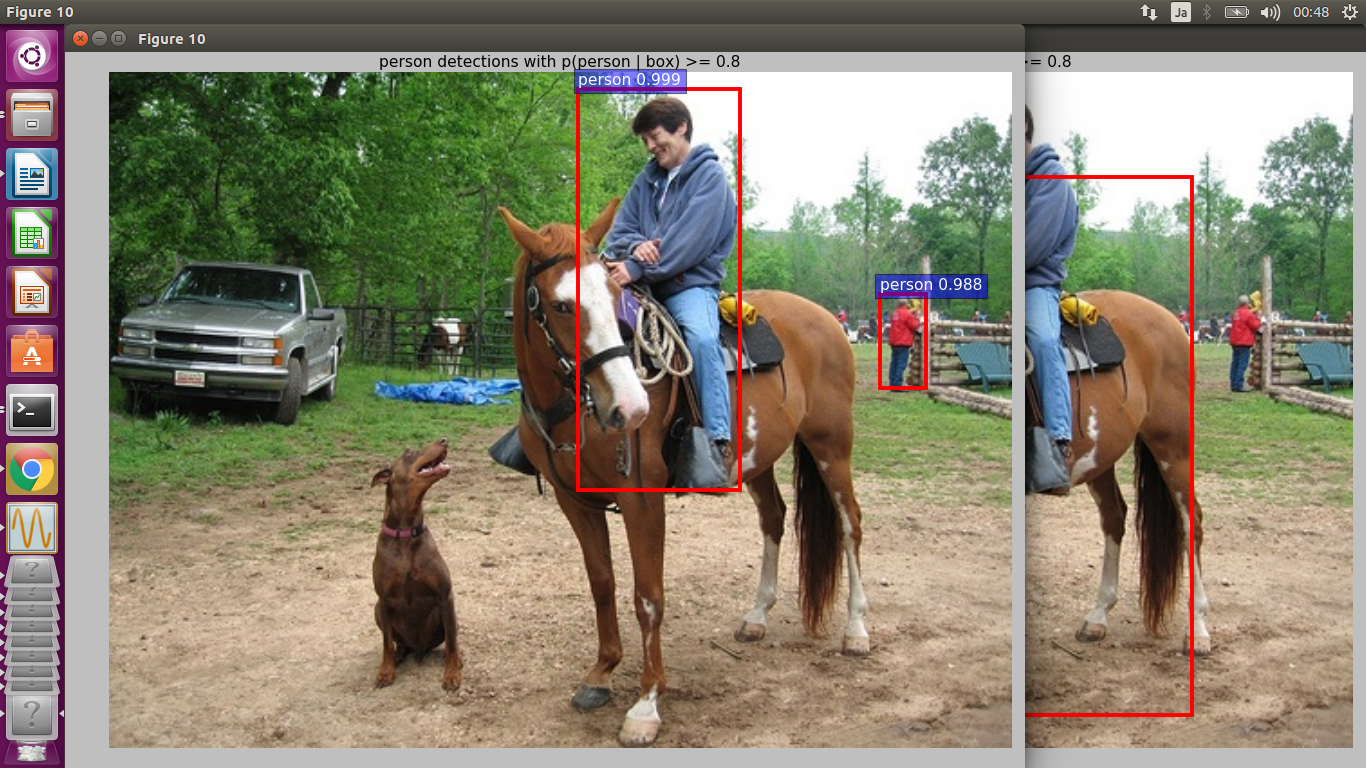 Figure 10
Ja
00:48
Figure 10
person detections with p(person | box) >= 0.8
>= 0.8
person 0.999
person 0.988